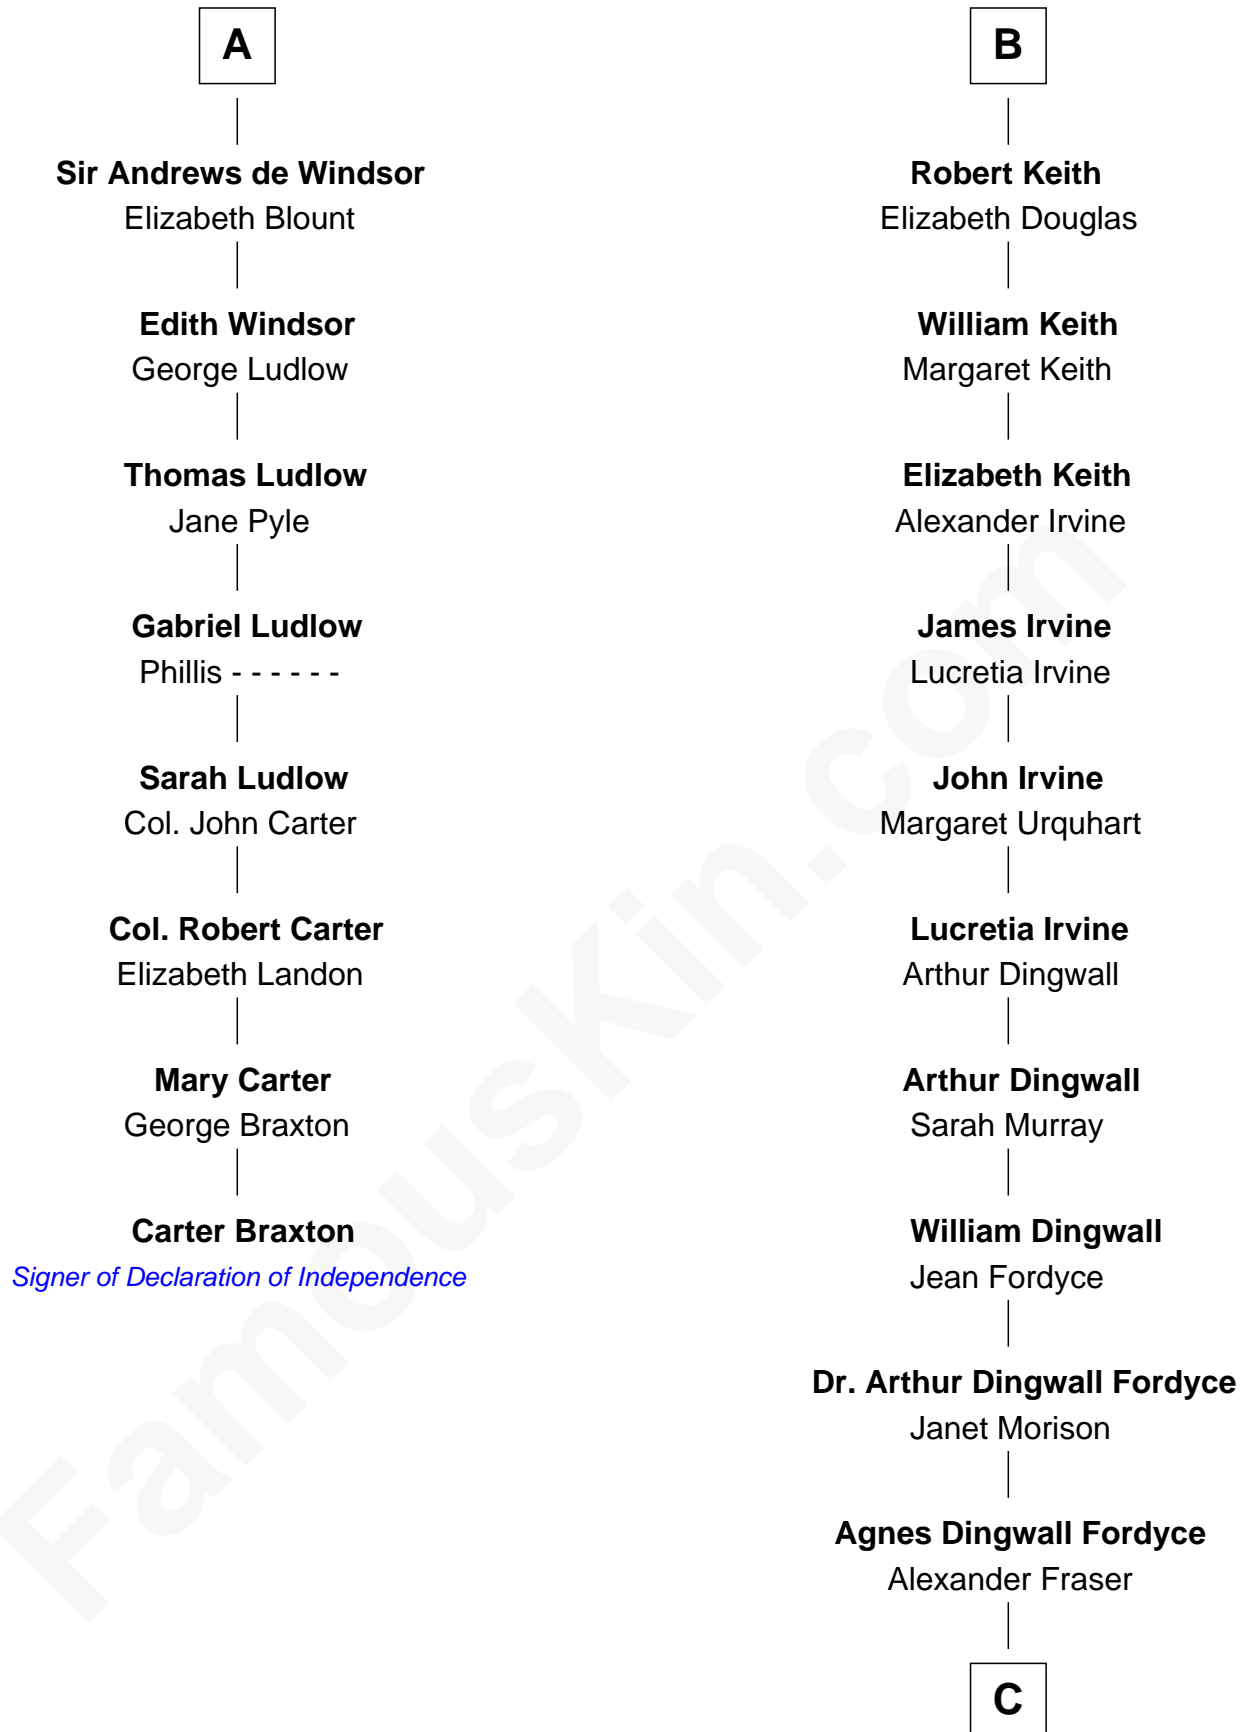 A
Sir Andrews de Windsor
Elizabeth Blount
Edith Windsor
George Ludlow
Thomas Ludlow
Jane Pyle
Gabriel Ludlow
Phillis - - - - - -
Sarah Ludlow
Col. John Carter
Col. Robert Carter
Elizabeth Landon
Mary Carter
George Braxton
Carter Braxton
Signer of Declaration of Independence
B
Robert Keith
Elizabeth Douglas
William Keith
Margaret Keith
Elizabeth Keith
Alexander Irvine
James Irvine
Lucretia Irvine
John Irvine
Margaret Urquhart
Lucretia Irvine
Arthur Dingwall
Arthur Dingwall
Sarah Murray
William Dingwall
Jean Fordyce
Dr. Arthur Dingwall Fordyce
Janet Morison
Agnes Dingwall Fordyce
Alexander Fraser
C
FamousKin.com